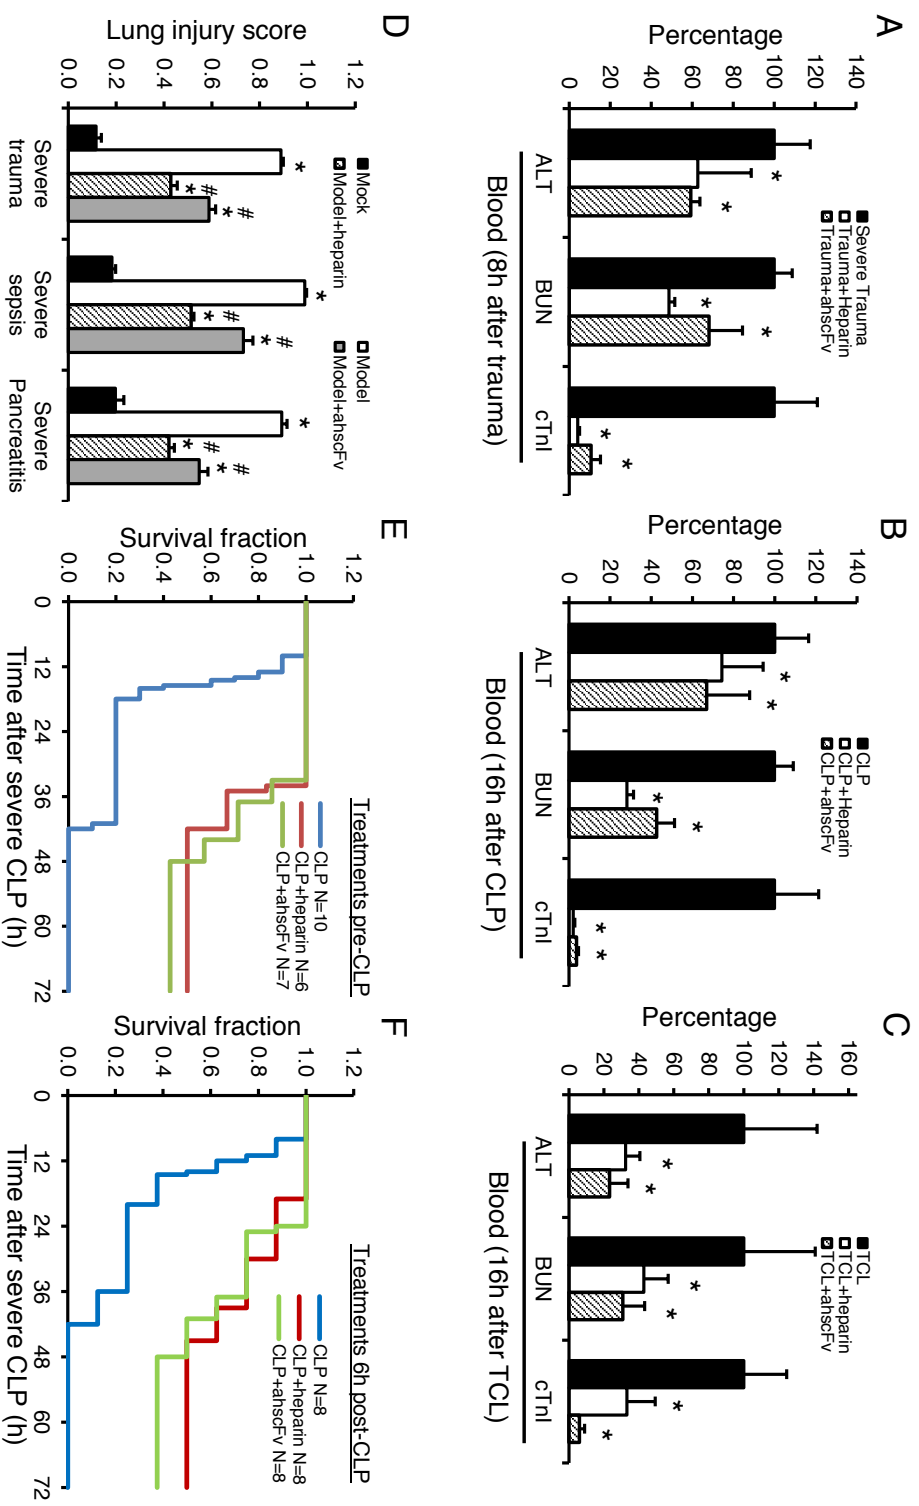 A
Percentage
140
120
100
80
60
40
20
0
Severe Trauma
Trauma+Heparin
Trauma+ahscFv
*
*
*
*
*
*
ALT
BUN
cTnI
Blood (8h after trauma)
B
Percentage
140
120
100
80
60
40
20
0
CLP
CLP+Heparin
CLP+ahscFv
*
*
*
*
*
*
ALT
BUN
cTnI
Blood (16h after CLP)
C
Percentage
160
140
120
100
80
60
40
20
0
TCL
TCL+heparin
TCL+ahscFv
*
*
*
*
*
*
ALT
BUN
cTnI
Blood (16h after TCL)
D
Lung injury score
1.2
1.0
0.8
0.6
0.4
0.2
0.0
Mock
Model
Model+heparin
Model+ahscFv
*
* #
* #
*
* #
* #
*
* #
* #
Severe trauma
Severe sepsis
Severe Pancreatitis
E
Survival fraction
1.2
1.0
0.8
0.6
0.4
0.2
0.0
Treatments pre-CLP
CLP N=10
CLP+heparin N=6
CLP+ahscFv N=7
0 12 24 36 48 60 72
Time after severe CLP (h)
F
Survival fraction
1.2
1.0
0.8
0.6
0.4
0.2
0.0
Treatments 6h post-CLP
CLP N=8
CLP+heparin N=8
CLP+ahscFv N=8
0 12 24 36 48 60 72
Time after severe CLP (h)